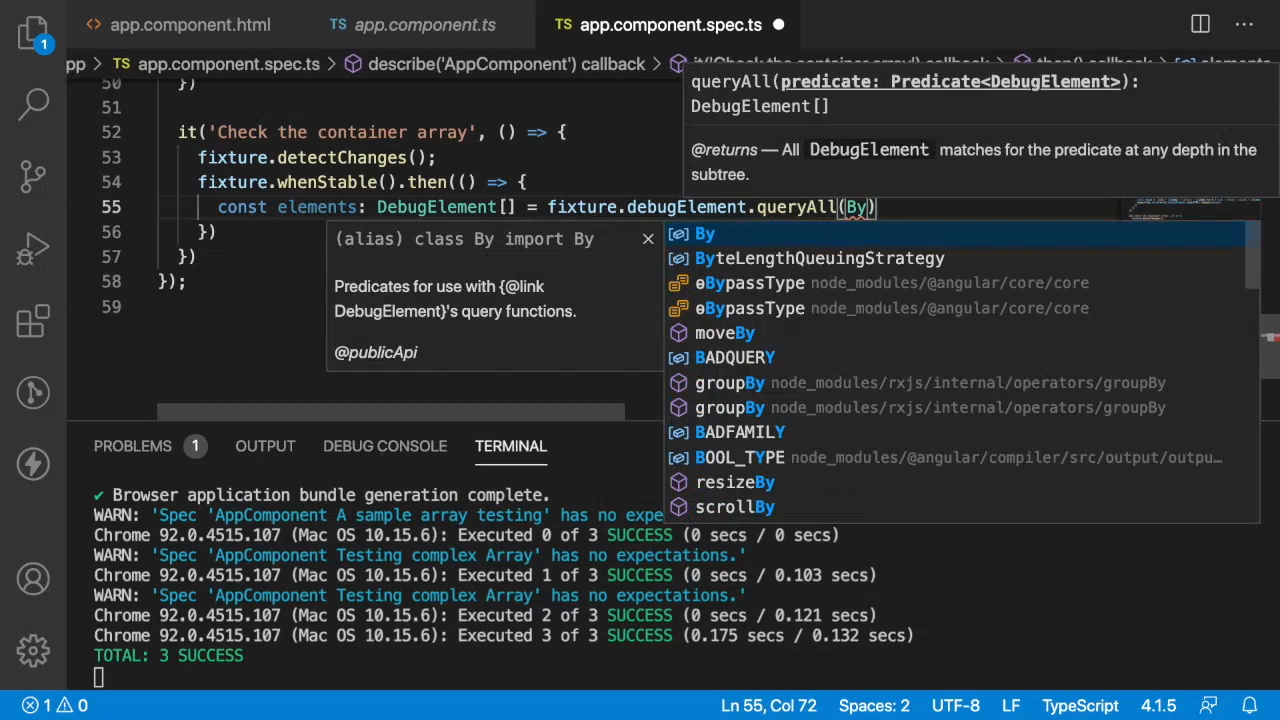 app.component.html
TS app.component.ts
TS app.component.spec.ts
1
pp > TS app.component.spec.ts > describe('AppComponent') callback >
queryAll(predicate: Predicate<DebugElement>):
DebugElement[]
@returns — All DebugElement matches for the predicate at any depth in the
subtree.
50 })
51
52 it('Check the container array', () => {
53 fixture.detectChanges();
54 fixture.whenStable().then(() => {
55 const elements: DebugElement[] = fixture.debugElement.queryAll(By)
56 })
57 })
58 });
59
(alias) class By import By
Predicates for use with {@link
DebugElement}'s query functions.
@publicApi
By
ByteLengthQueuingStrategy
ɵBypassType node_modules/@angular/core/core
ɵBypassType node_modules/@angular/core/core
moveBy
BADQUERY
groupBy node_modules/rxjs/internal/operators/groupBy
groupBy node_modules/rxjs/internal/operators/groupBy
BADFAMILY
BOOL_TYPE node_modules/@angular/compiler/src/output/outpu…
resizeBy
scrollBy
PROBLEMS 1 OUTPUT DEBUG CONSOLE TERMINAL
✔ Browser application bundle generation complete.
WARN: 'Spec 'AppComponent A sample array testing' has no expe
Chrome 92.0.4515.107 (Mac OS 10.15.6): Executed 0 of 3 SUCCESS (0 secs / 0 secs)
WARN: 'Spec 'AppComponent Testing complex Array' has no expectations.'
Chrome 92.0.4515.107 (Mac OS 10.15.6): Executed 1 of 3 SUCCESS (0 secs / 0.103 secs)
WARN: 'Spec 'AppComponent Testing complex Array' has no expectations.'
Chrome 92.0.4515.107 (Mac OS 10.15.6): Executed 2 of 3 SUCCESS (0 secs / 0.121 secs)
Chrome 92.0.4515.107 (Mac OS 10.15.6): Executed 3 of 3 SUCCESS (0.175 secs / 0.132 secs)
TOTAL: 3 SUCCESS
1 0 Ln 55, Col 72 Spaces: 2 UTF-8 LF TypeScript 4.1.5